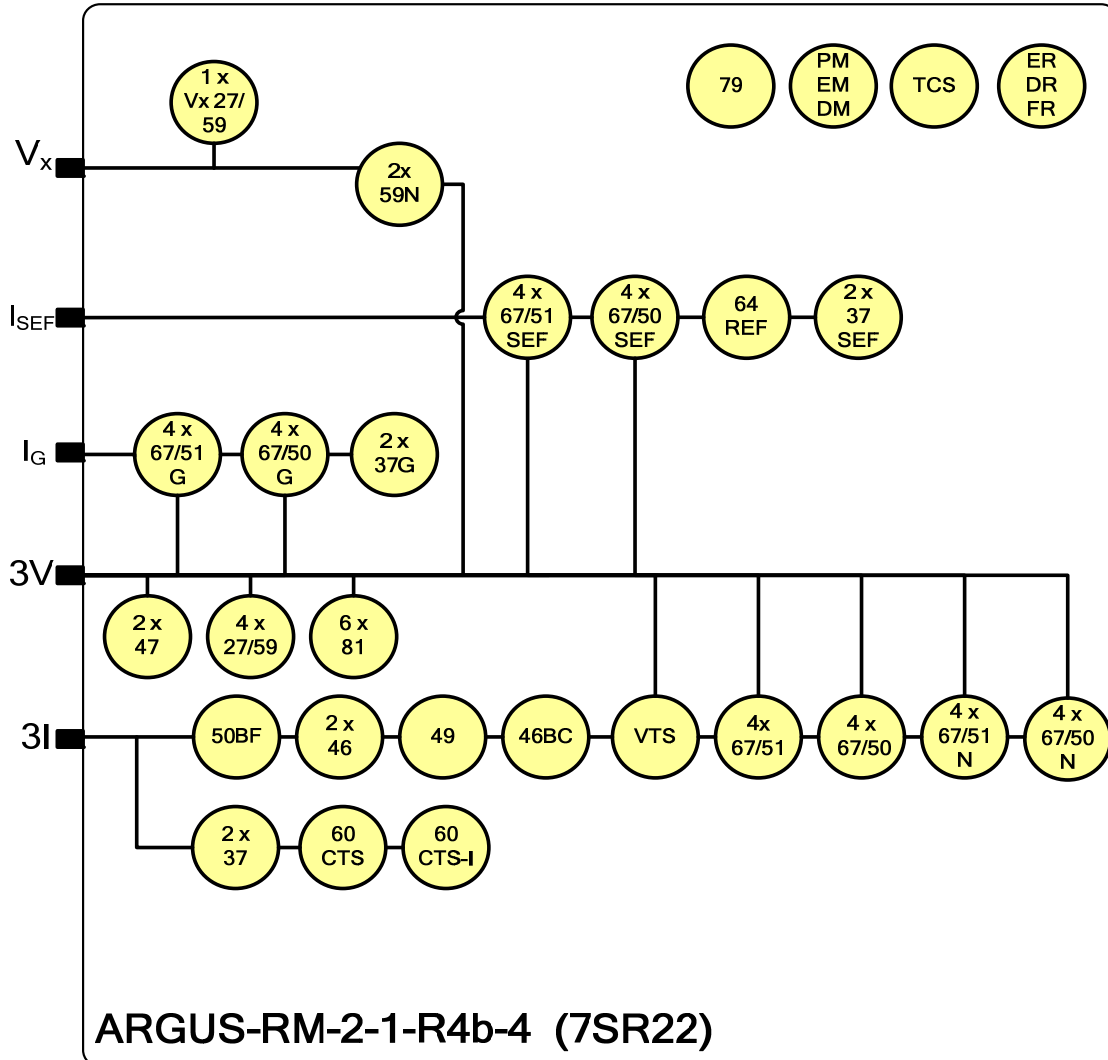 1 x
Vx 27/
59
79
PM
EM
DM
TCS
ER
DR
FR
Vx
2x
59N
ISEF
4 x
67/51
SEF
4 x
67/50
SEF
64
REF
2 x
37
SEF
IG
4 x
67/51
G
4 x
67/50
G
2 x
37G
3V
2 x
47
4 x
27/59
6 x
81
3I
50BF
2 x
46
49
46BC
VTS
4x
67/51
4 x
67/50
4 x
67/51
N
4 x
67/50
N
2 x
37
60
CTS
60
CTS-I
ARGUS-RM-2-1-R4b-4 (7SR22)